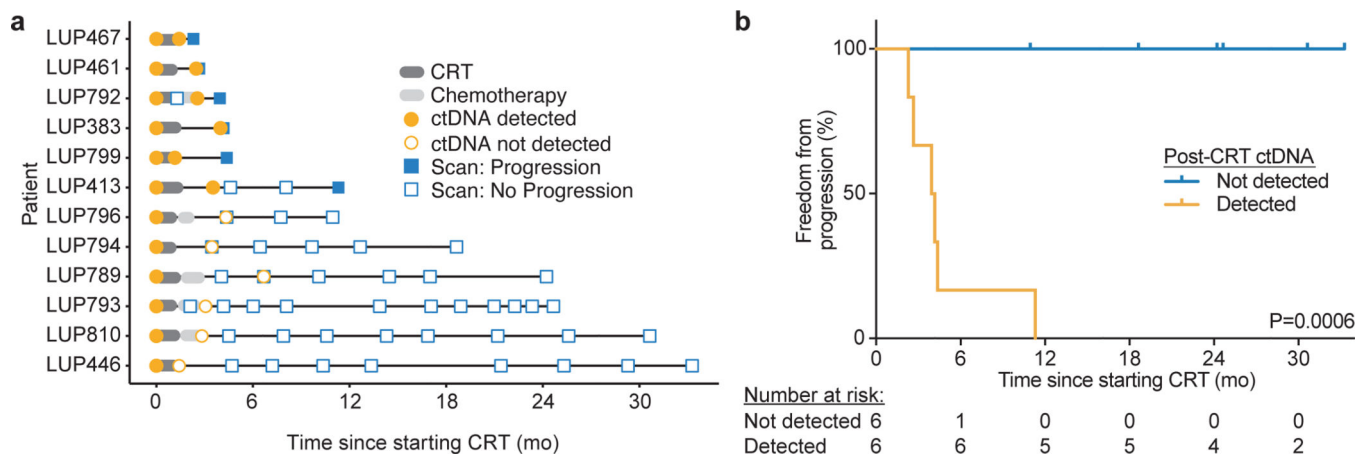 a
LUP467
LUP461
LUP792
LUP383
LUP799
LUP413
LUP796
LUP794
LUP789
LUP793
LUP810
LUP446
Patient
CRT
Chemotherapy
ctDNA detected
ctDNA not detected
Scan: Progression
Scan: No Progression
0 6 12 24 30
Time since starting CRT (mo)
b
100
50
0
Freedom from
progression (%)
Post-CRT ctDNA
Not detected
Detected
P=0.0006
0 6 12 18 24 30
Time since starting CRT (mo)
Number at risk:
Not detected 6 1 0 0 0 0
Detected 6 6 5 5 4 2